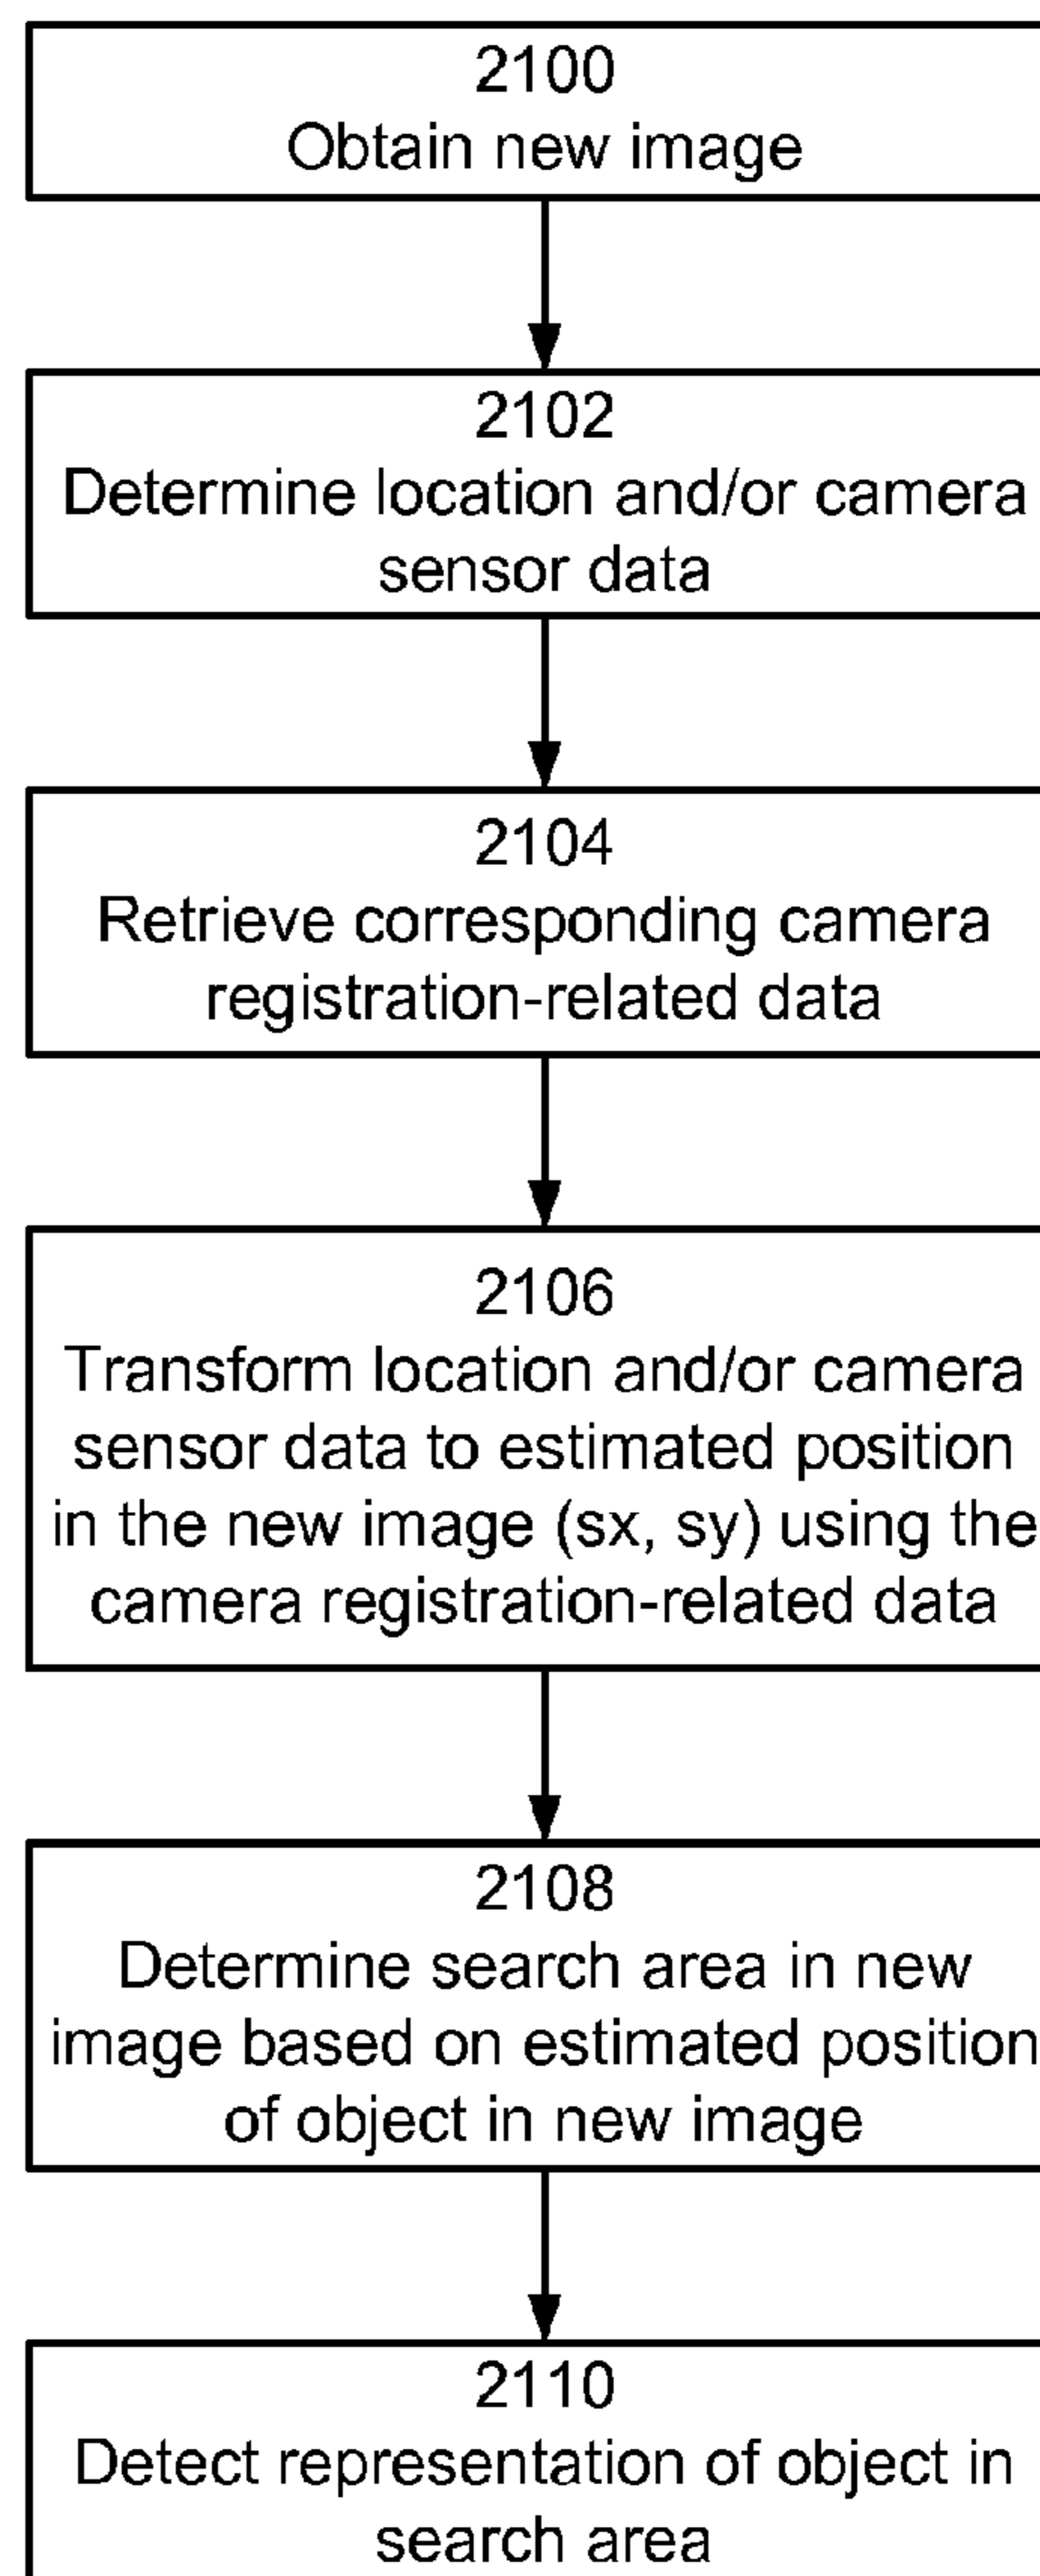 2100
Obtain new image
2102
Determine location and/or camera
sensor data
2104
Retrieve corresponding camera
registration-related data
2106
Transform location and/or camera
sensor data to estimated position
in the new image (sx, sy) using the
camera registration-related data
2108
Determine search area in new
image based on estimated position
of object in new image
2110
Detect representation of object in
search area